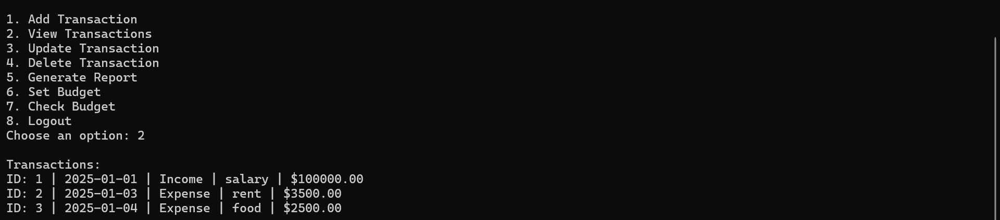 1. Add Transaction
2. View Transactions
3. Update Transaction
4. Delete Transaction
5. Generate Report
6. Set Budget
7. Check Budget
8. Logout
Choose an option: 2
Transactions:
ID: 1 | 2025-01-01 | Income | salary | $100000.00
ID: 2 | 2025-01-03 | Expense | rent | $3500.00
ID: 3 | 2025-01-04 | Expense | food | $2500.00